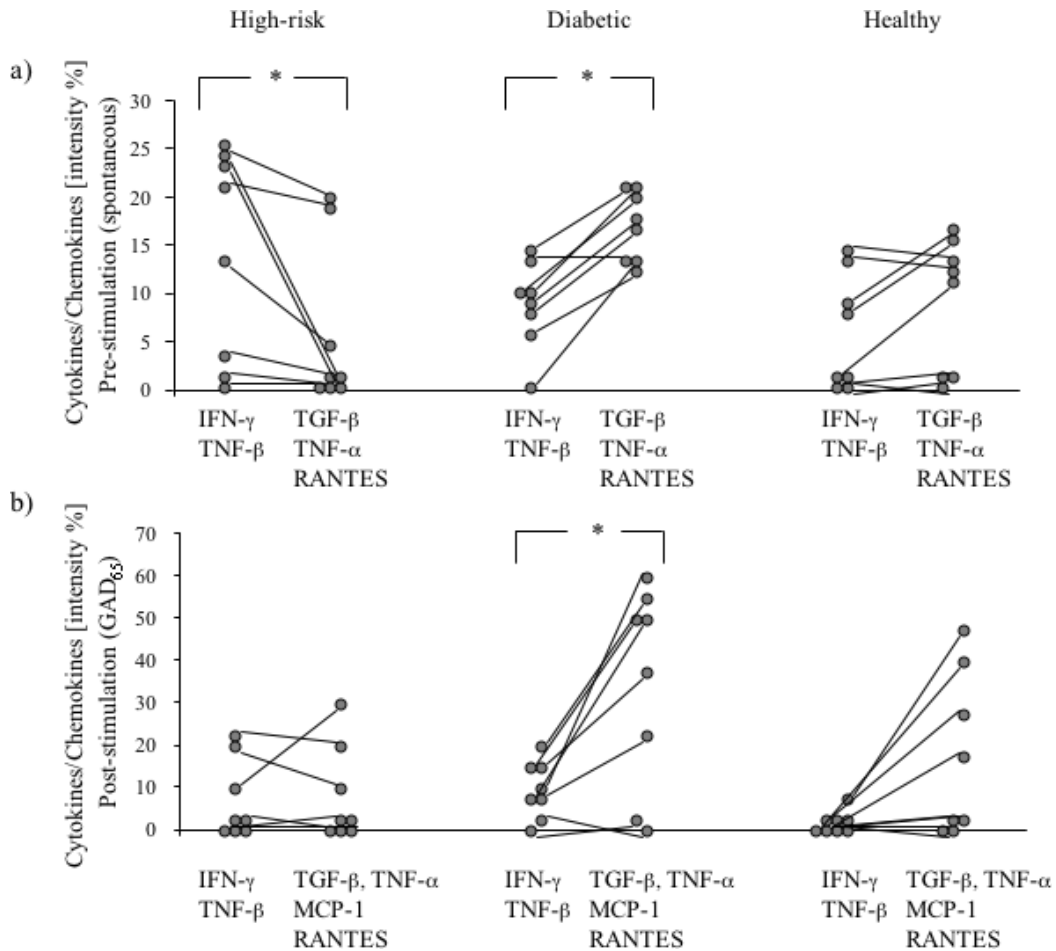 High-risk Diabetic Healthy
a)
Cytokines/Chemokines [intensity %]
Pre-stimulation (spontaneous)
* *
30
25
20
15
10
5
0
IFN-γ TGF-β IFN-γ TGF-β IFN-γ TGF-β
TNF-β TNF-α TNF-β TNF-α TNF-β TNF-α
RANTES RANTES RANTES
b)
Cytokines/Chemokines [intensity %]
Post-stimulation (GAD65)
*
70
60
50
40
30
20
10
0
IFN-γ TGF-β, TNF-α IFN-γ TGF-β, TNF-α IFN-γ TGF-β, TNF-α
TNF-β MCP-1 TNF-β MCP-1 TNF-β MCP-1
RANTES RANTES RANTES